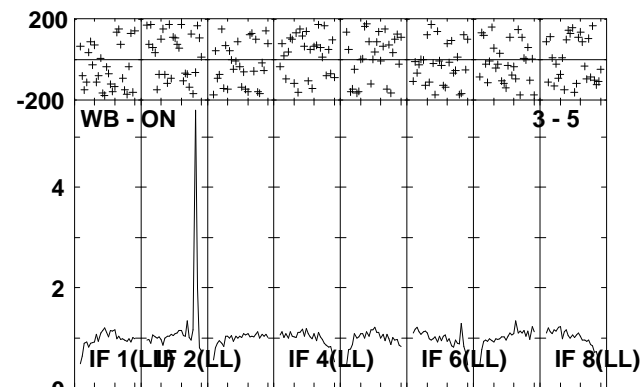 200
-200
WB - ON
3 - 5
4
2
IF 1(LL)
IF 2(LL)
IF 4(LL)
IF 6(LL)
IF 8(LL)
0